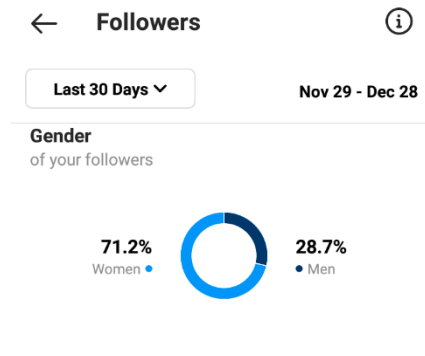 Followers
Last 30 Days
Nov 29 - Dec 28
Gender
of your followers
71.2%
Women
28.7%
Men